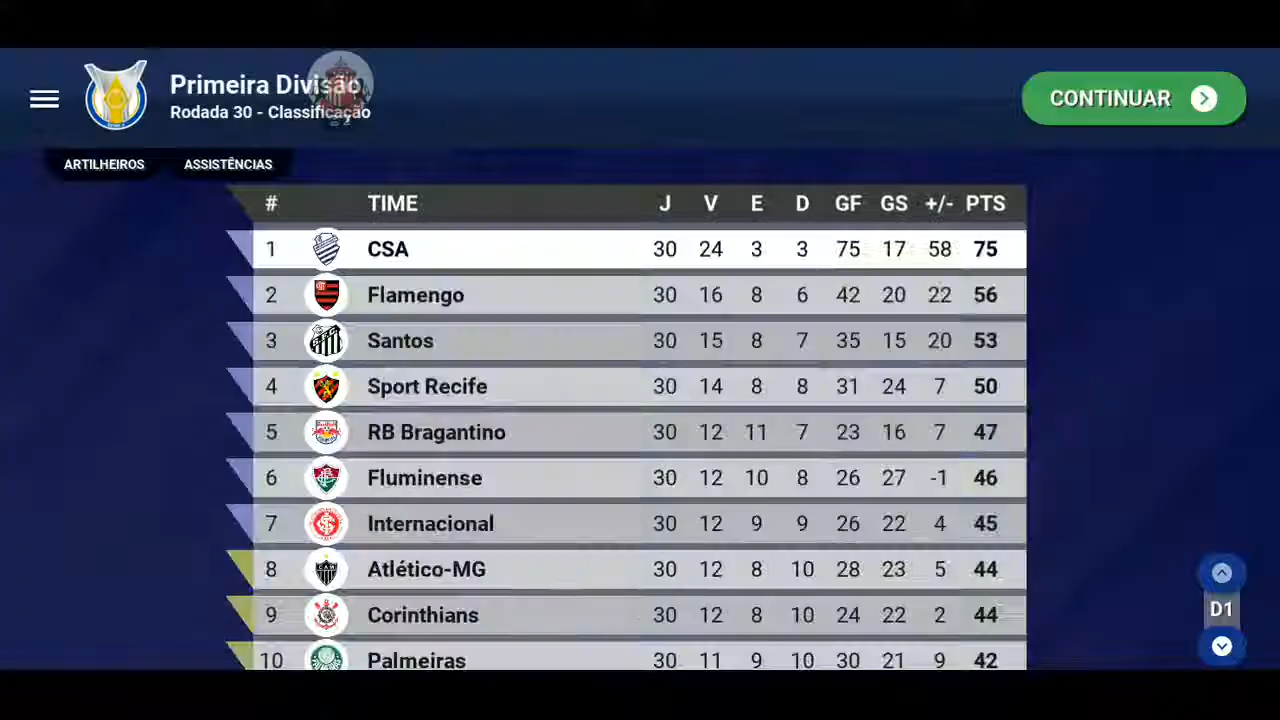 Primeira Divisão
Rodada 30 - Classificação
CONTINUAR
ARTILHEIROS ASSISTÊNCIAS
# TIME J V E D GF GS +/- PTS
1 CSA 30 24 3 3 75 17 58 75
2 Flamengo 30 16 8 6 42 20 22 56
3 Santos 30 15 8 7 35 15 20 53
4 Sport Recife 30 14 8 8 31 24 7 50
5 RB Bragantino 30 12 11 7 23 16 7 47
6 Fluminense 30 12 10 8 26 27 -1 46
7 Internacional 30 12 9 9 26 22 4 45
8 Atlético-MG 30 12 8 10 28 23 5 44
9 Corinthians 30 12 8 10 24 22 2 44
10 Palmeiras 30 11 9 10 30 21 9 42
D1